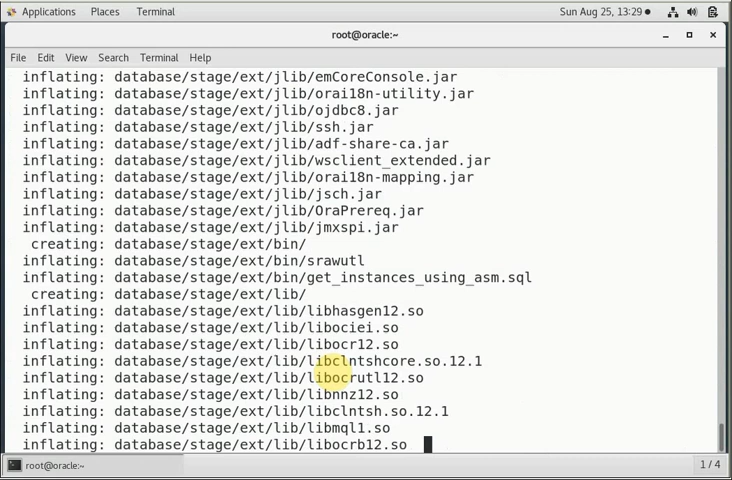 Applications Places Terminal Sun Aug 25, 13:29
root@oracle:~
File Edit View Search Terminal Help
inflating: database/stage/ext/jlib/emCoreConsole.jar
inflating: database/stage/ext/jlib/orai18n-utility.jar
inflating: database/stage/ext/jlib/ojdbc8.jar
inflating: database/stage/ext/jlib/ssh.jar
inflating: database/stage/ext/jlib/adf-share-ca.jar
inflating: database/stage/ext/jlib/wsclient_extended.jar
inflating: database/stage/ext/jlib/orai18n-mapping.jar
inflating: database/stage/ext/jlib/jsch.jar
inflating: database/stage/ext/jlib/OraPrereq.jar
inflating: database/stage/ext/jlib/jmxspi.jar
creating: database/stage/ext/bin/
inflating: database/stage/ext/bin/srawutl
inflating: database/stage/ext/bin/get_instances_using_asm.sql
creating: database/stage/ext/lib/
inflating: database/stage/ext/lib/libhasgen12.so
inflating: database/stage/ext/lib/libociei.so
inflating: database/stage/ext/lib/libocr12.so
inflating: database/stage/ext/lib/libclntshcore.so.12.1
inflating: database/stage/ext/lib/libocrutl12.so
inflating: database/stage/ext/lib/libnnz12.so
inflating: database/stage/ext/lib/libclntsh.so.12.1
inflating: database/stage/ext/lib/libmql1.so
inflating: database/stage/ext/lib/libocrb12.so
root@oracle:~ 1 / 4